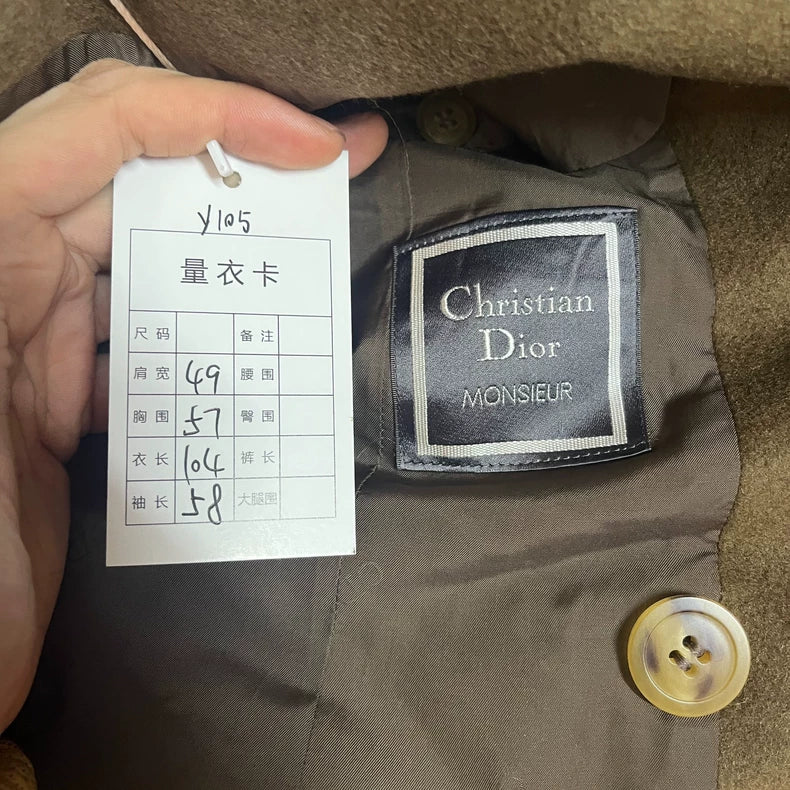 Y105
量衣卡
尺码 备注
肩宽 49 腰围
胸围 57 臀围
衣长 104 裤长
袖长 58 大腿围
Christian
Dior
MONSIEUR